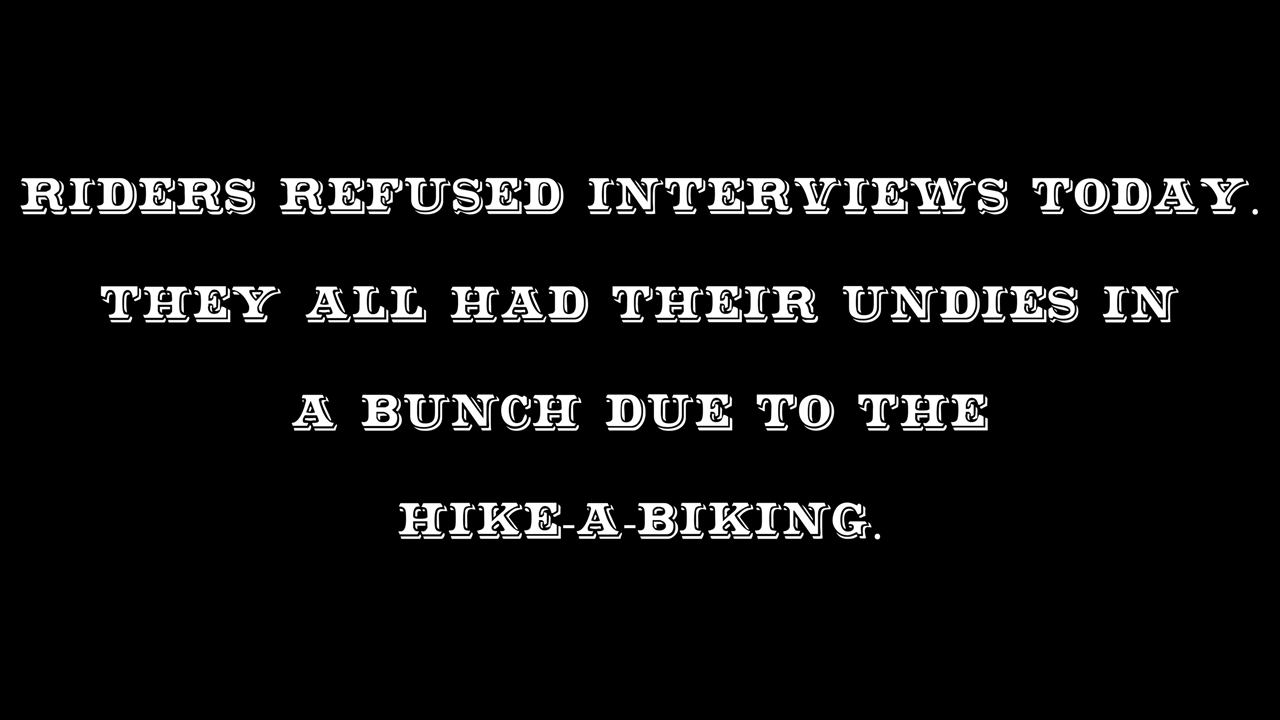 RIDERS REFUSED INTERVIEWS TODAY.
THEY ALL HAD THEIR UNDIES IN
A BUNCH DUE TO THE
HIKE-A-BIKING.